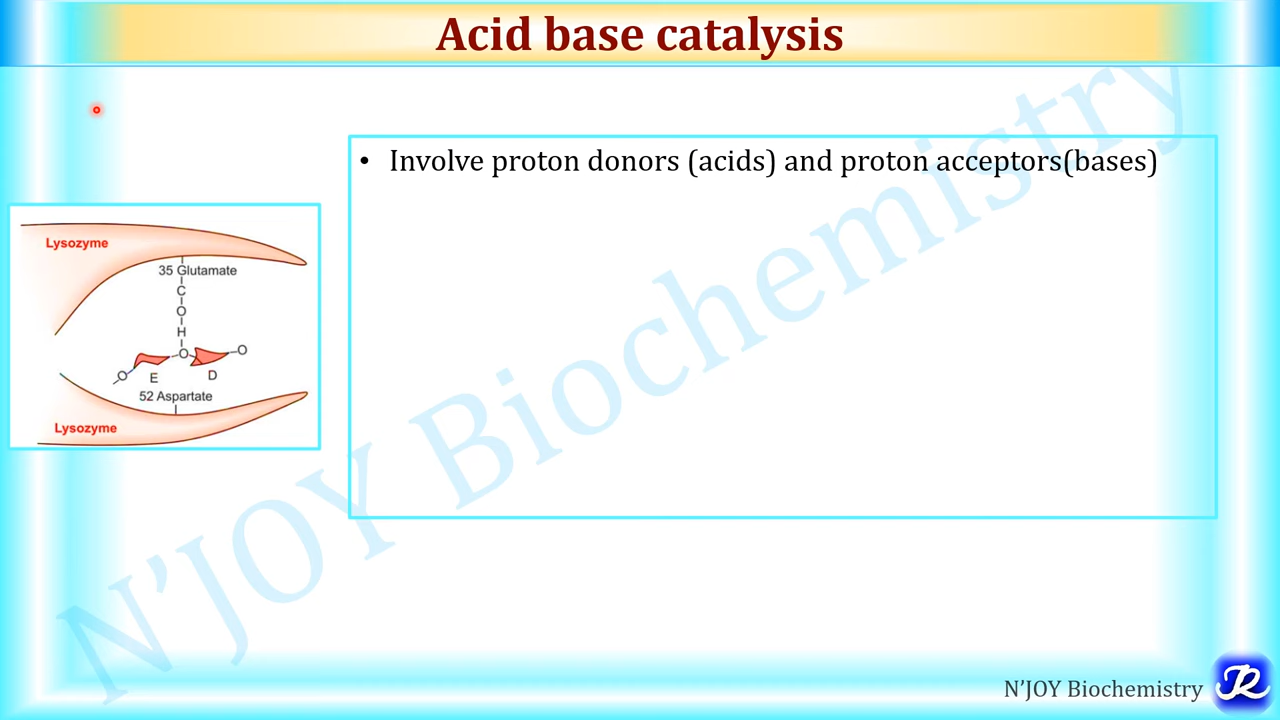 Acid base catalysis
• Involve proton donors (acids) and proton acceptors(bases)
Lysozyme
35 Glutamate
C
O
H
O
O
O
E
D
52 Aspartate
Lysozyme
N’JOY Biochemistry
N’JOY Biochemistry
JR